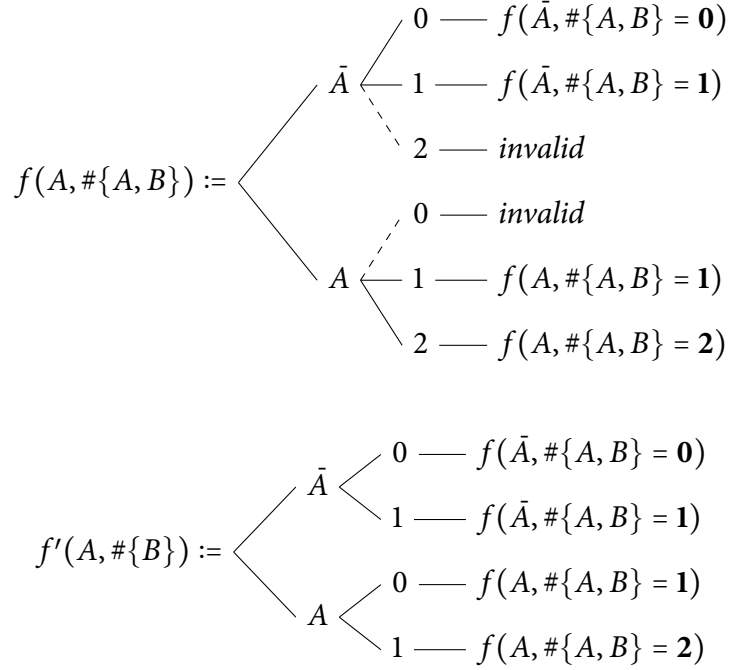 0 f(Ā, #{A, B} = 0)
Ā 1 f(Ā, #{A, B} = 1)
2 invalid
f(A, #{A, B}) :=
0 invalid
A 1 f(A, #{A, B} = 1)
2 f(A, #{A, B} = 2)
0 f(Ā, #{A, B} = 0)
Ā
1 f(Ā, #{A, B} = 1)
f′(A, #{B}) :=
0 f(A, #{A, B} = 1)
A
1 f(A, #{A, B} = 2)